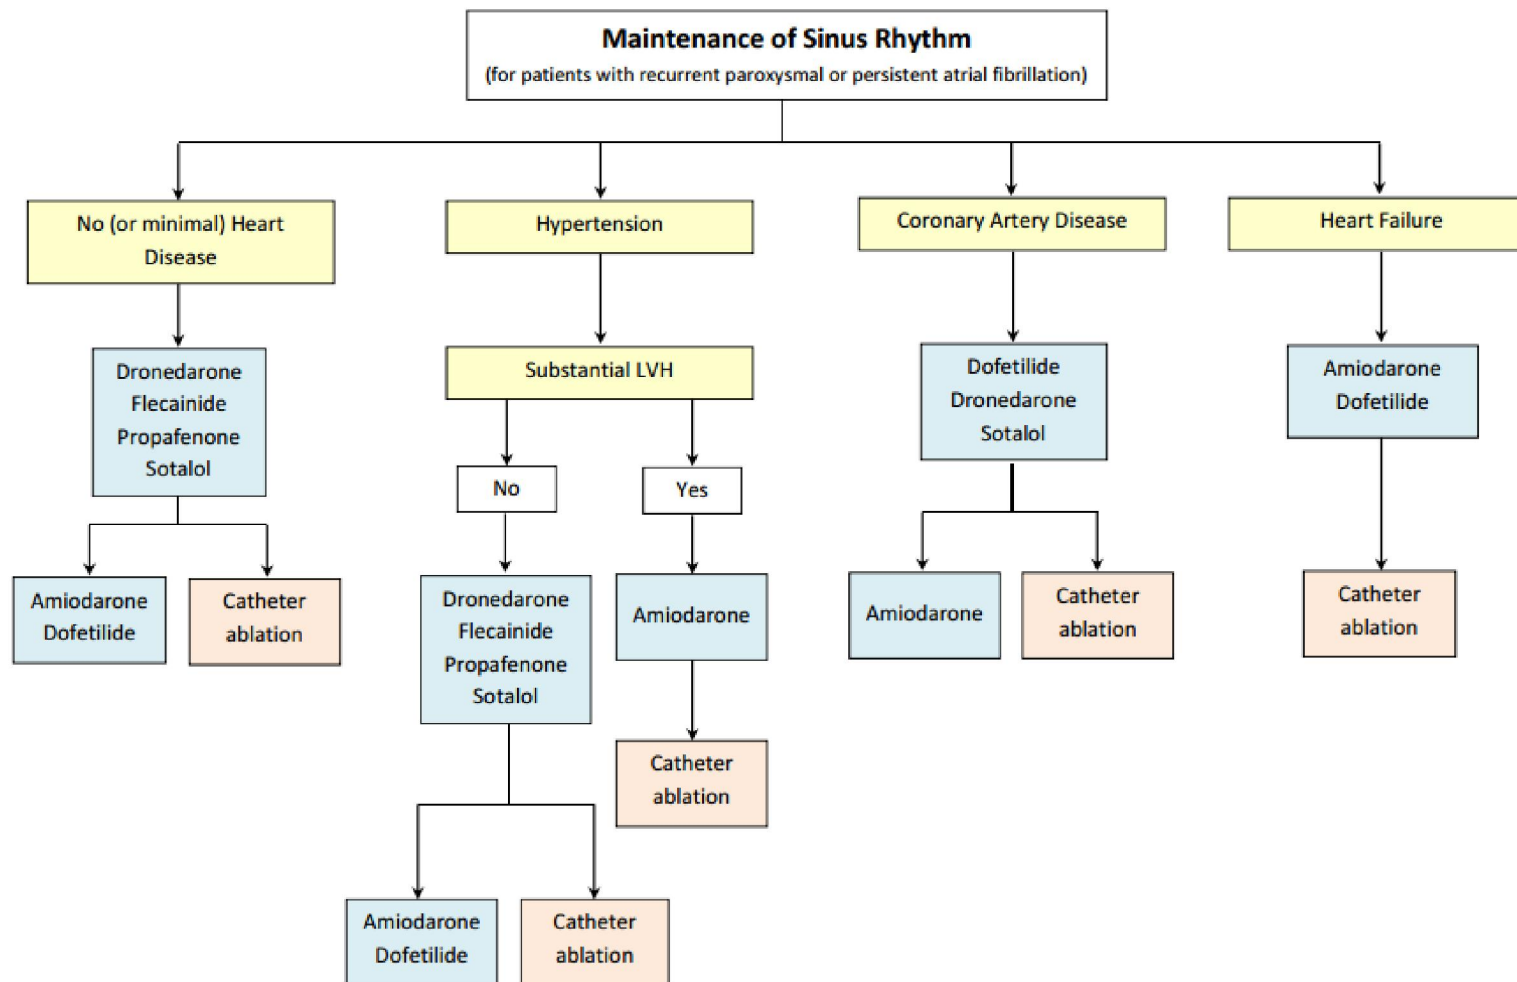 Maintenance of Sinus Rhythm
(for patients with recurrent paroxysmal or persistent atrial fibrillation)
No (or minimal) Heart
Disease
Hypertension
Coronary Artery Disease
Heart Failure
Dronedarone
Flecainide
Propafenone
Sotalol
Substantial LVH
Dofetilide
Dronedarone
Sotalol
Amiodarone
Dofetilide
No
Yes
Amiodarone
Dofetilide
Catheter
ablation
Dronedarone
Flecainide
Propafenone
Sotalol
Amiodarone
Amiodarone
Catheter
ablation
Catheter
ablation
Catheter
ablation
Amiodarone
Dofetilide
Catheter
ablation